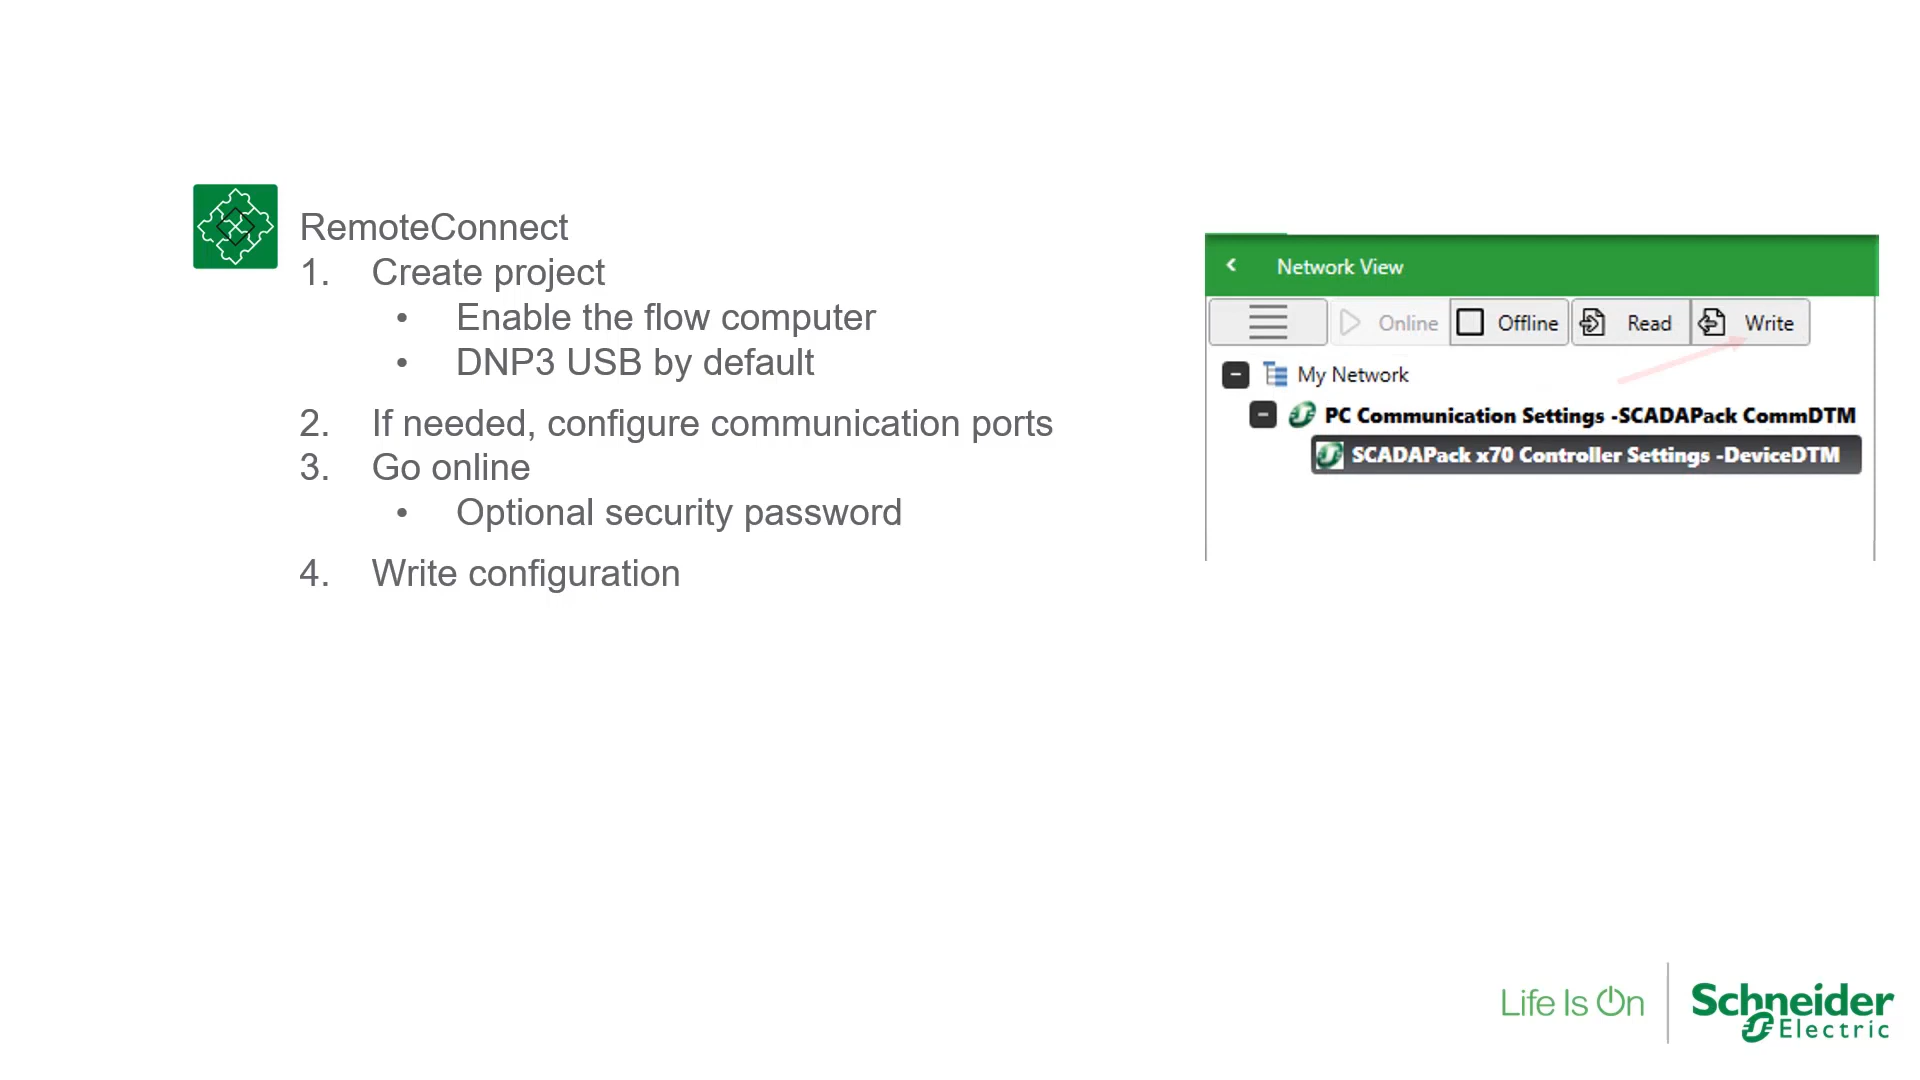 RemoteConnect
1. Create project
• Enable the flow computer
• DNP3 USB by default
2. If needed, configure communication ports
3. Go online
• Optional security password
4. Write configuration
Network View
Online Offline Read Write
My Network
PC Communication Settings -SCADAPack CommDTM
SCADAPack x70 Controller Settings -DeviceDTM
Life Is On
Schneider
Electric